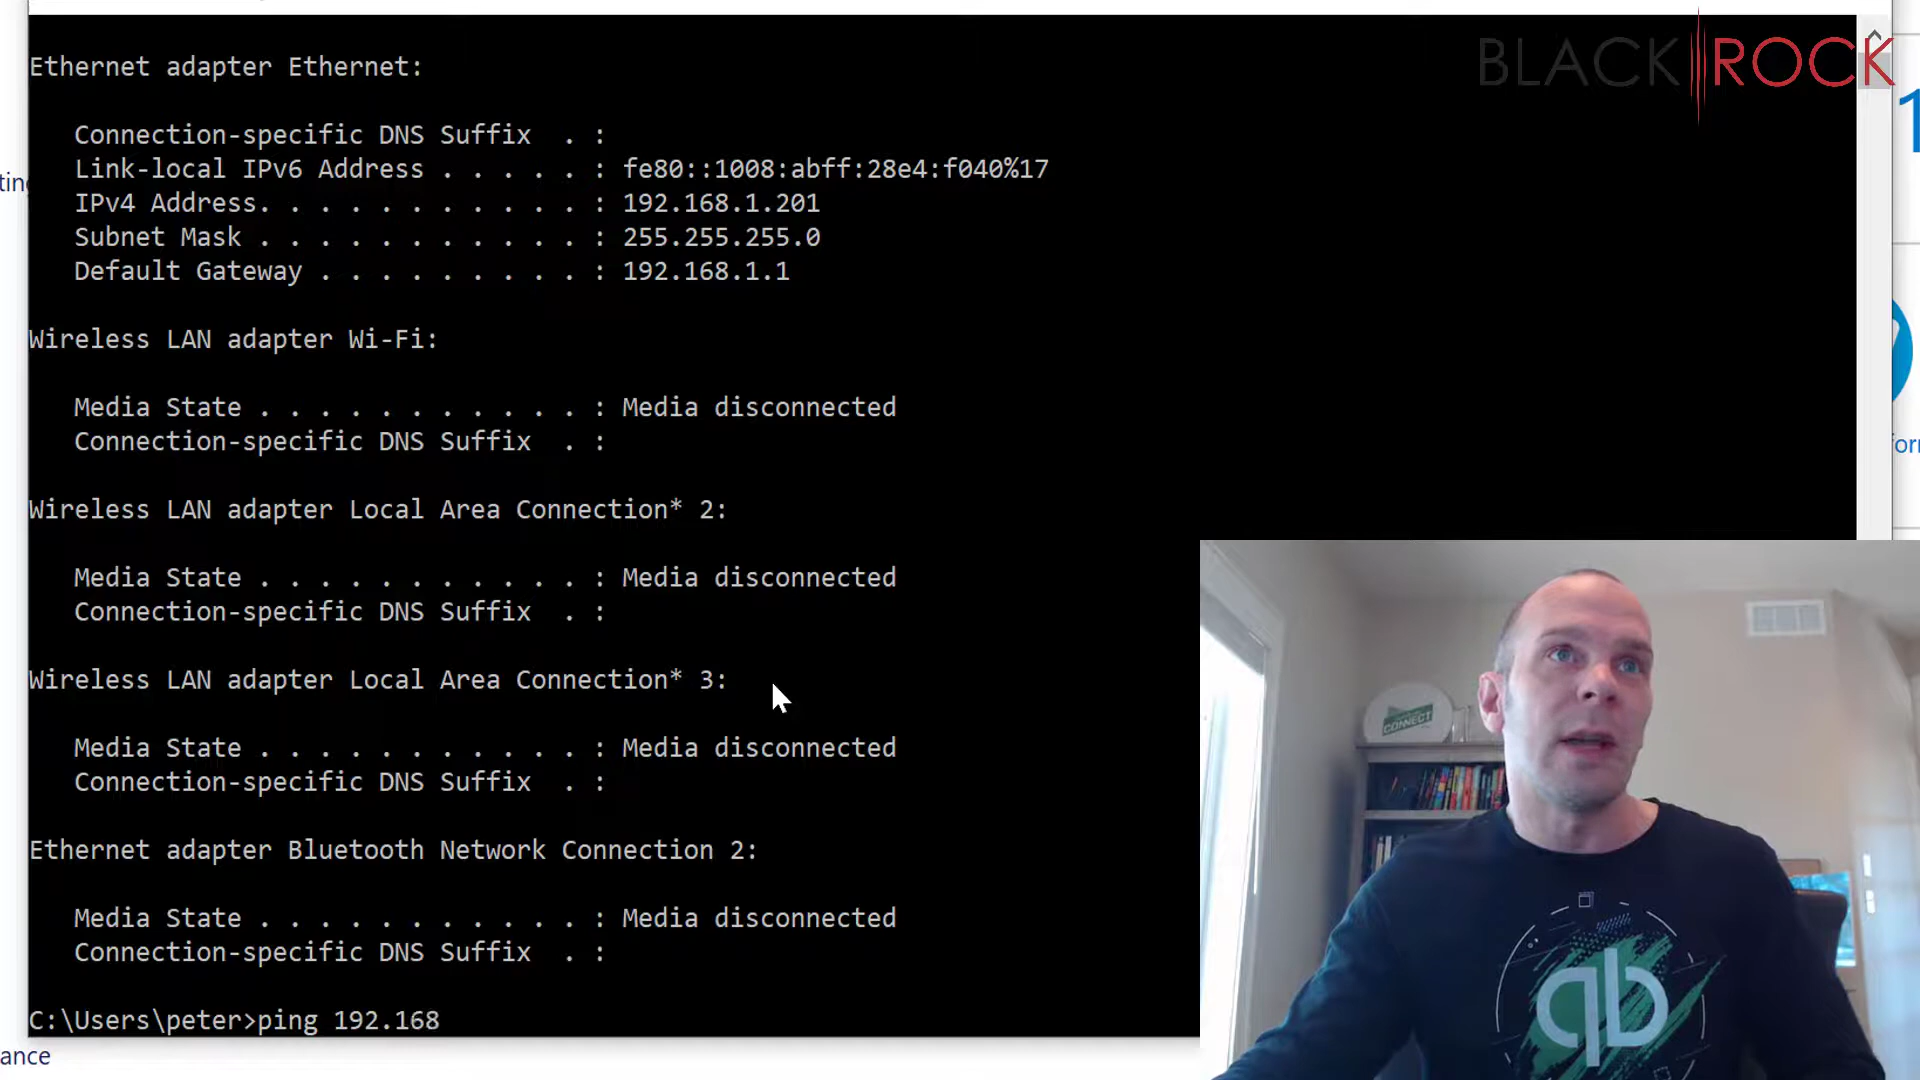 BLACK ROCK
Ethernet adapter Ethernet:
Connection-specific DNS Suffix . :
Link-local IPv6 Address . . . . . : fe80::1008:abff:28e4:f040%17
IPv4 Address. . . . . . . . . . . : 192.168.1.201
Subnet Mask . . . . . . . . . . . : 255.255.255.0
Default Gateway . . . . . . . . . : 192.168.1.1
Wireless LAN adapter Wi-Fi:
Media State . . . . . . . . . . . : Media disconnected
Connection-specific DNS Suffix . :
Wireless LAN adapter Local Area Connection* 2:
Media State . . . . . . . . . . . : Media disconnected
Connection-specific DNS Suffix . :
Wireless LAN adapter Local Area Connection* 3:
Media State . . . . . . . . . . . : Media disconnected
Connection-specific DNS Suffix . :
Ethernet adapter Bluetooth Network Connection 2:
Media State . . . . . . . . . . . : Media disconnected
Connection-specific DNS Suffix . :
C:\Users\peter>ping 192.168
ance
tin
1
for
CONNECT
qb